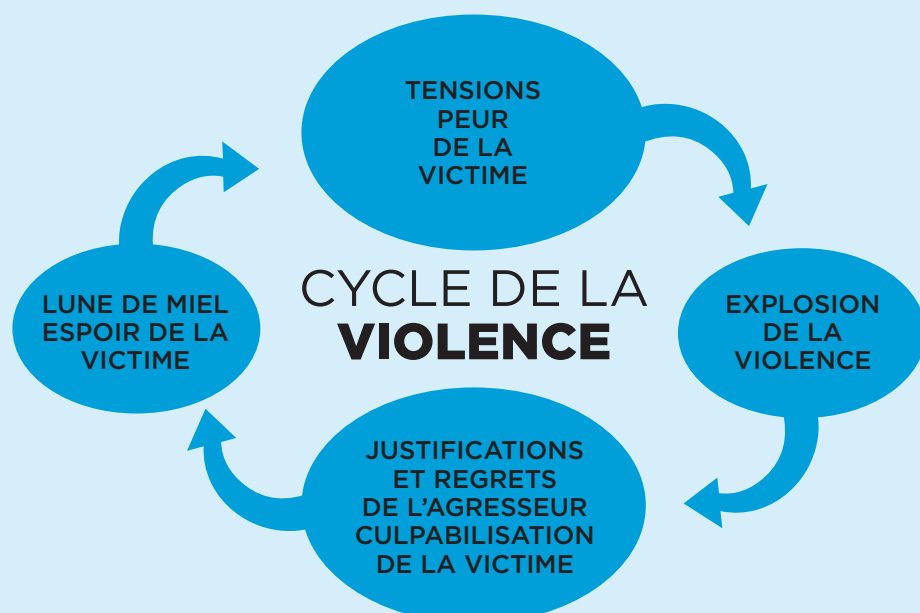 TENSIONS
PEUR
DE LA
VICTIME
CYCLE DE LA
VIOLENCE
EXPLOSION
DE LA
VIOLENCE
JUSTIFICATIONS
ET REGRETS
DE L'AGRESSEUR
CULPABILISATION
DE LA VICTIME
LUNE DE MIEL
ESPOIR DE LA
VICTIME